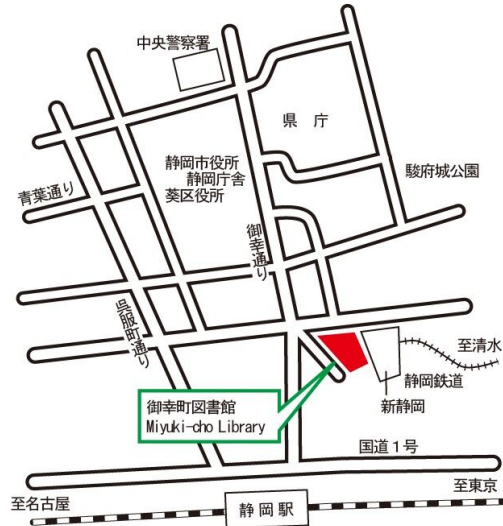 中央警察署
県 庁
静岡市役所
静岡庁舎
葵区役所
駿府城公園
青葉通り
御幸通り
呉服町通り
至清水
静岡鉄道
新静岡
御幸町図書館
Miyuki-cho Library
国道1号
至名古屋
至東京
静岡駅